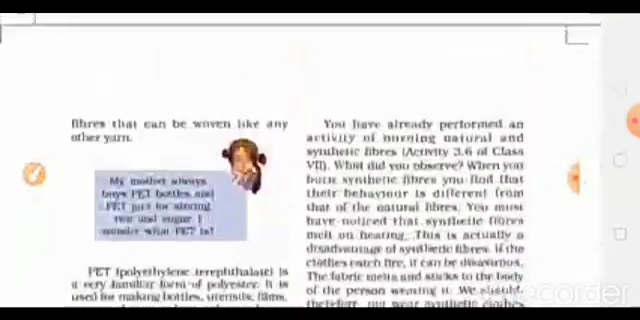 fibres that can be woven like any
other yarn.
My mother always
buys PET bottles and
PET jars for storing
rice and sugar. I
wonder what PET is!
PET (polyethylene terephthalate) is
a very familiar form of polyester. It is
used for making bottles, utensils, films,
You have already performed an
activity of burning natural and
synthetic fibres (Activity 3.6 of Class
VII). What did you observe? When you
burn synthetic fibres you find that
their behaviour is different from
that of the natural fibres. You must
have noticed that synthetic fibres
melt on heating. This is actually a
disadvantage of synthetic fibres. If the
clothes catch fire, it can be disastrous.
The fabric melts and sticks to the body
of the person wearing it. We should
therefore, not wear synthetic clothes
corder